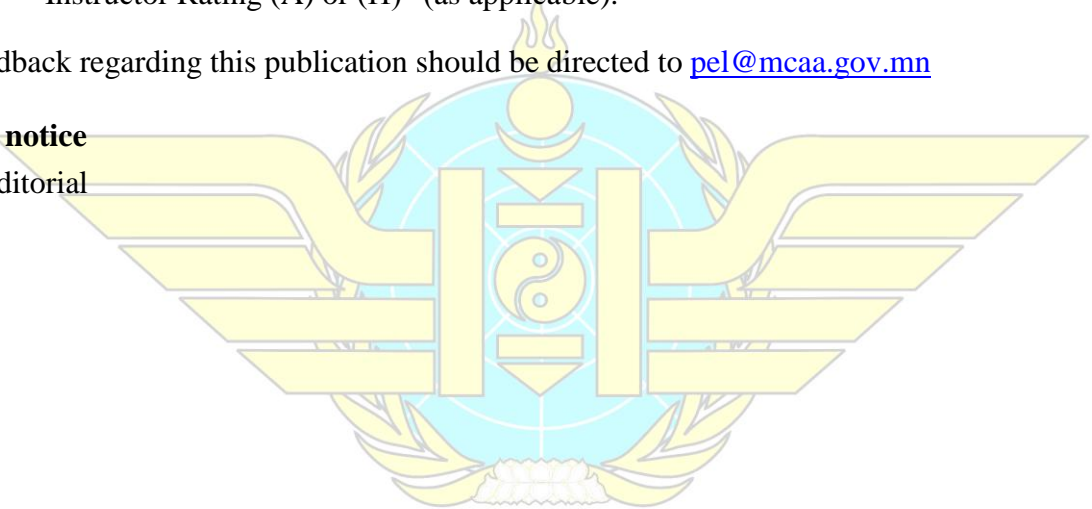 Instructor Rating (A) or (H)" (as applicable).
dback regarding this publication should be directed to pel@mcaa.gov.mn
notice
ditorial